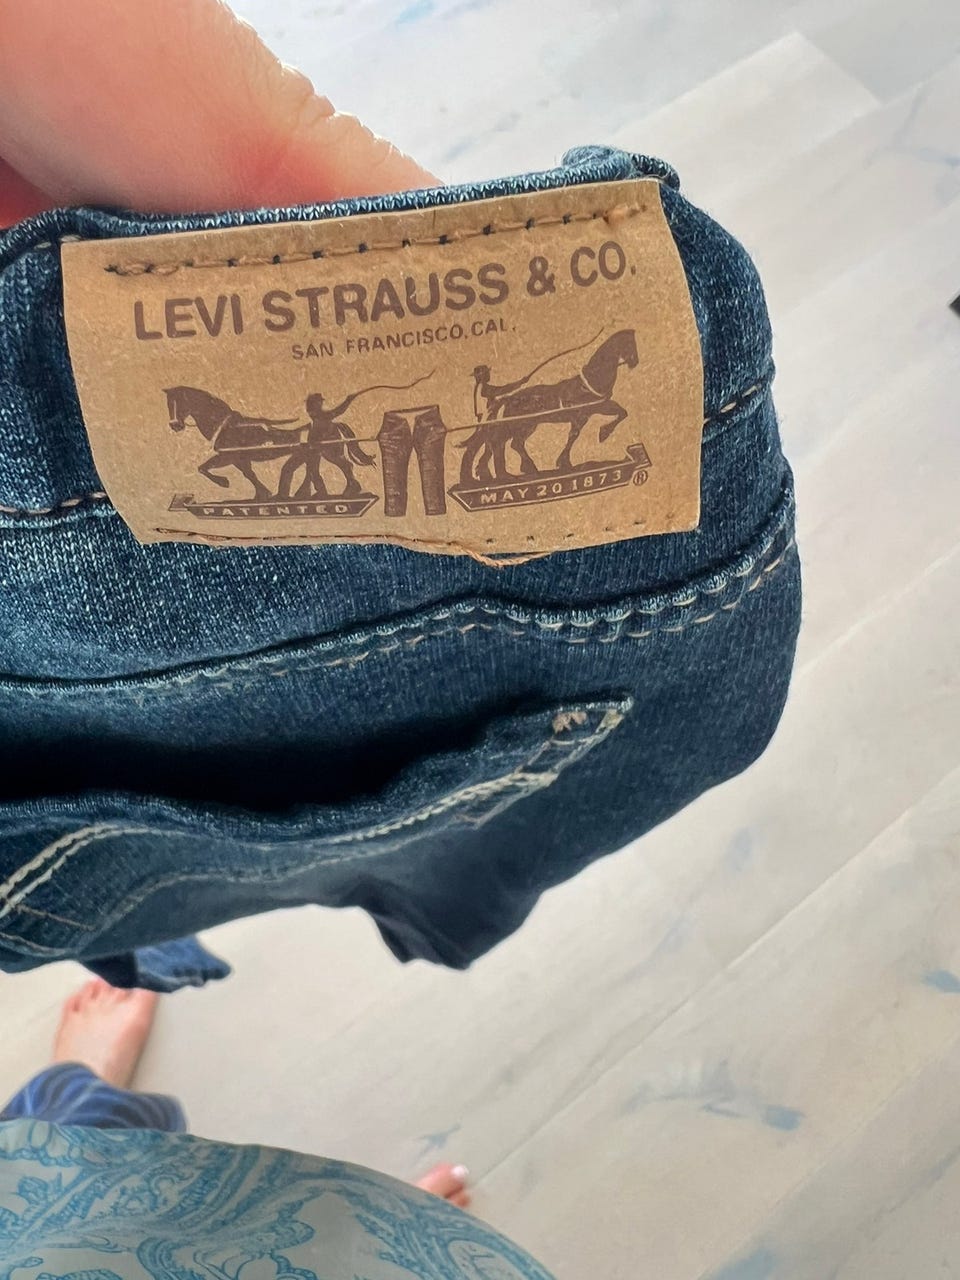 LEVI STRAUSS & CO.
SAN FRANCISCO, CAL.
PATENTED
MAY 20 1873 ®